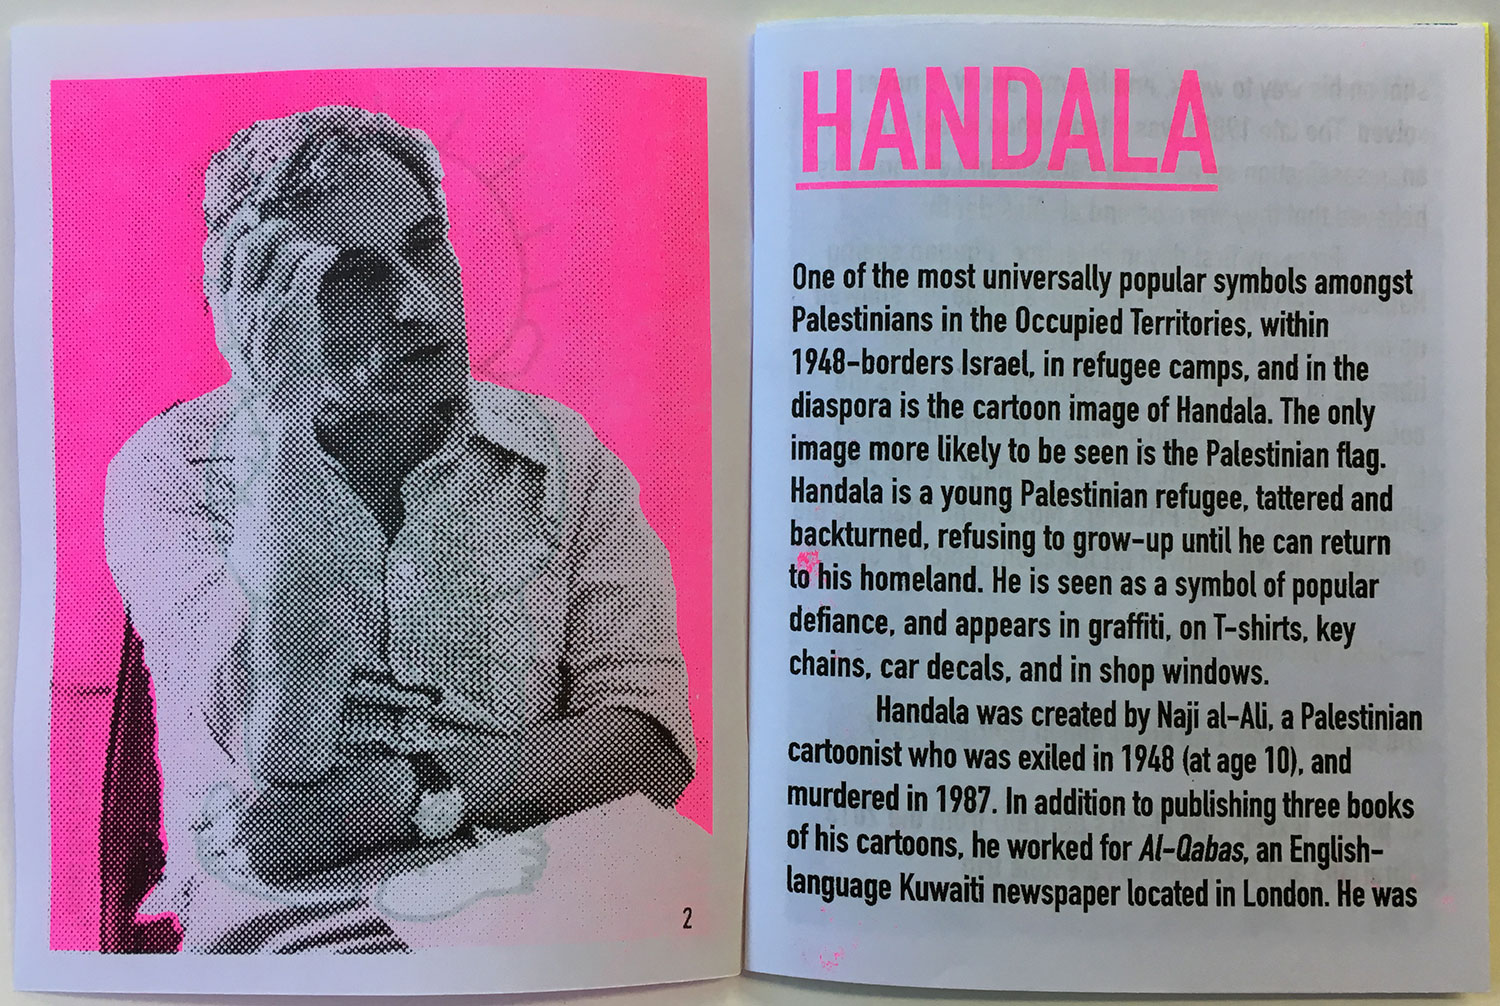 2
HANDALA
One of the most universally popular symbols amongst
Palestinians in the Occupied Territories, within
1948-borders Israel, in refugee camps, and in the
diaspora is the cartoon image of Handala. The only
image more likely to be seen is the Palestinian flag.
Handala is a young Palestinian refugee, tattered and
backturned, refusing to grow-up until he can return
to his homeland. He is seen as a symbol of popular
defiance, and appears in graffiti, on T-shirts, key
chains, car decals, and in shop windows.
Handala was created by Naji al-Ali, a Palestinian
cartoonist who was exiled in 1948 (at age 10), and
murdered in 1987. In addition to publishing three books
of his cartoons, he worked for Al-Qabas, an English-
language Kuwaiti newspaper located in London. He was